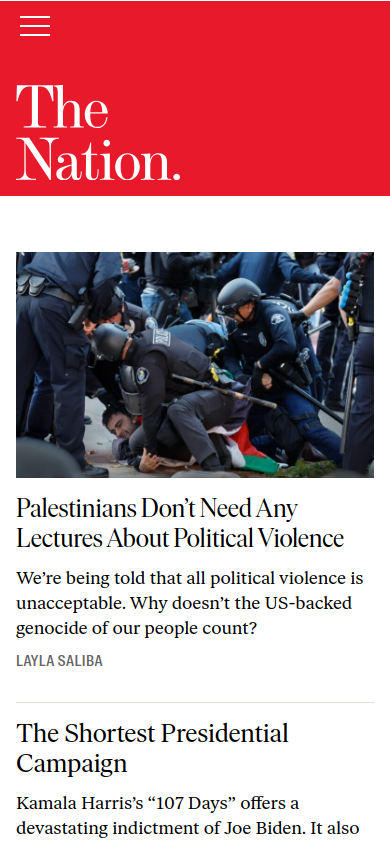 The
Nation.
Palestinians Don’t Need Any
Lectures About Political Violence
We’re being told that all political violence is
unacceptable. Why doesn’t the US-backed
genocide of our people count?
LAYLA SALIBA
The Shortest Presidential
Campaign
Kamala Harris’s “107 Days” offers a
devastating indictment of Joe Biden. It also